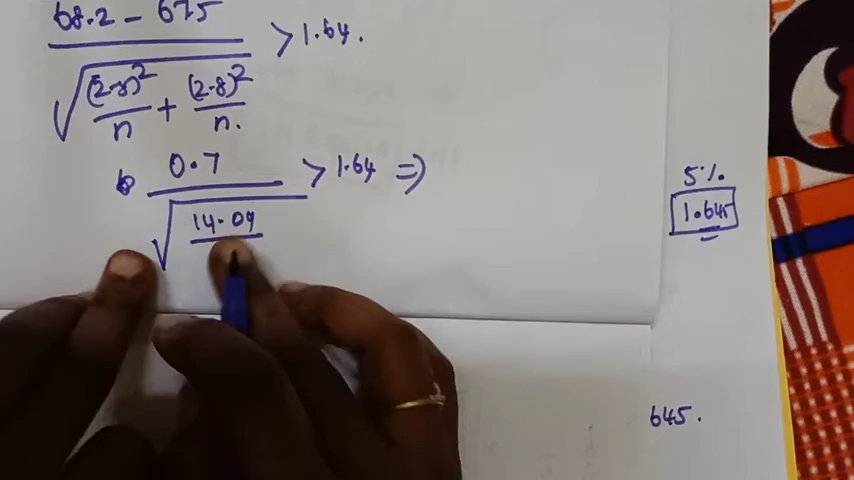 68.2 - 67.5 / √((2.8)²/n + (2.8)²/n.) > 1.64.
0.7 / √(14.09 / > 1.64 ⇒
5%.
1.645
645.